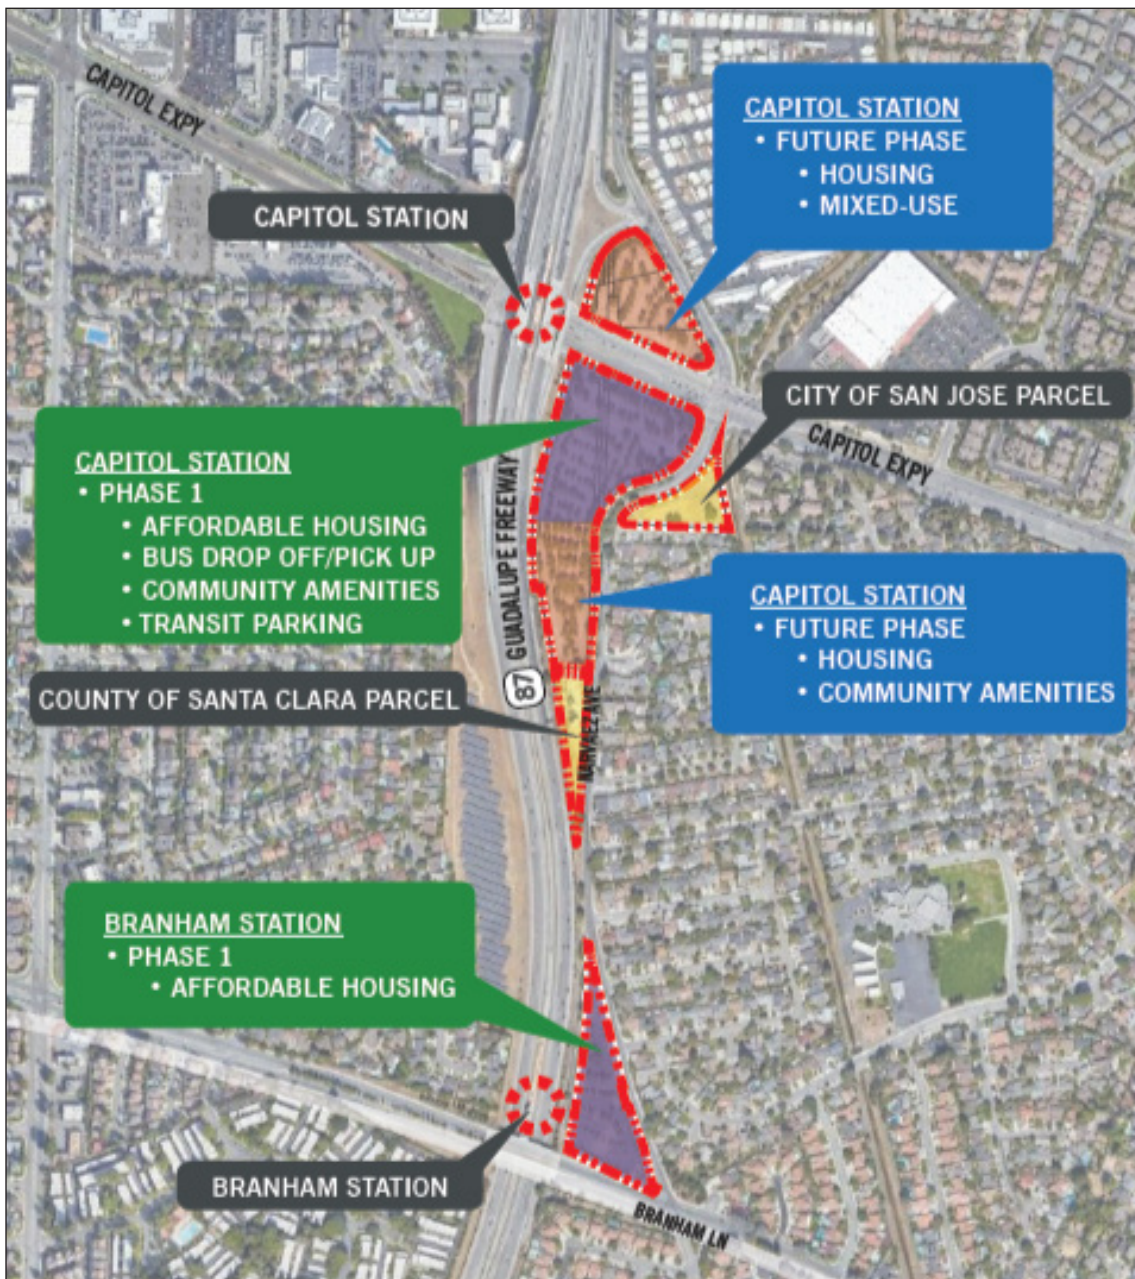 CAPITOL EXPY
CAPITOL STATION
• FUTURE PHASE
• HOUSING
• MIXED-USE
CAPITOL STATION
CITY OF SAN JOSE PARCEL
CAPITOL EXPY
CAPITOL STATION
• PHASE 1
• AFFORDABLE HOUSING
• BUS DROP OFF/PICK UP
• COMMUNITY AMENITIES
• TRANSIT PARKING
GUADALUPE FREEWAY
87
CAPITOL STATION
• FUTURE PHASE
• HOUSING
• COMMUNITY AMENITIES
COUNTY OF SANTA CLARA PARCEL
NARVAEZ AVE
BRANHAM STATION
• PHASE 1
• AFFORDABLE HOUSING
BRANHAM STATION
BRANHAM LN